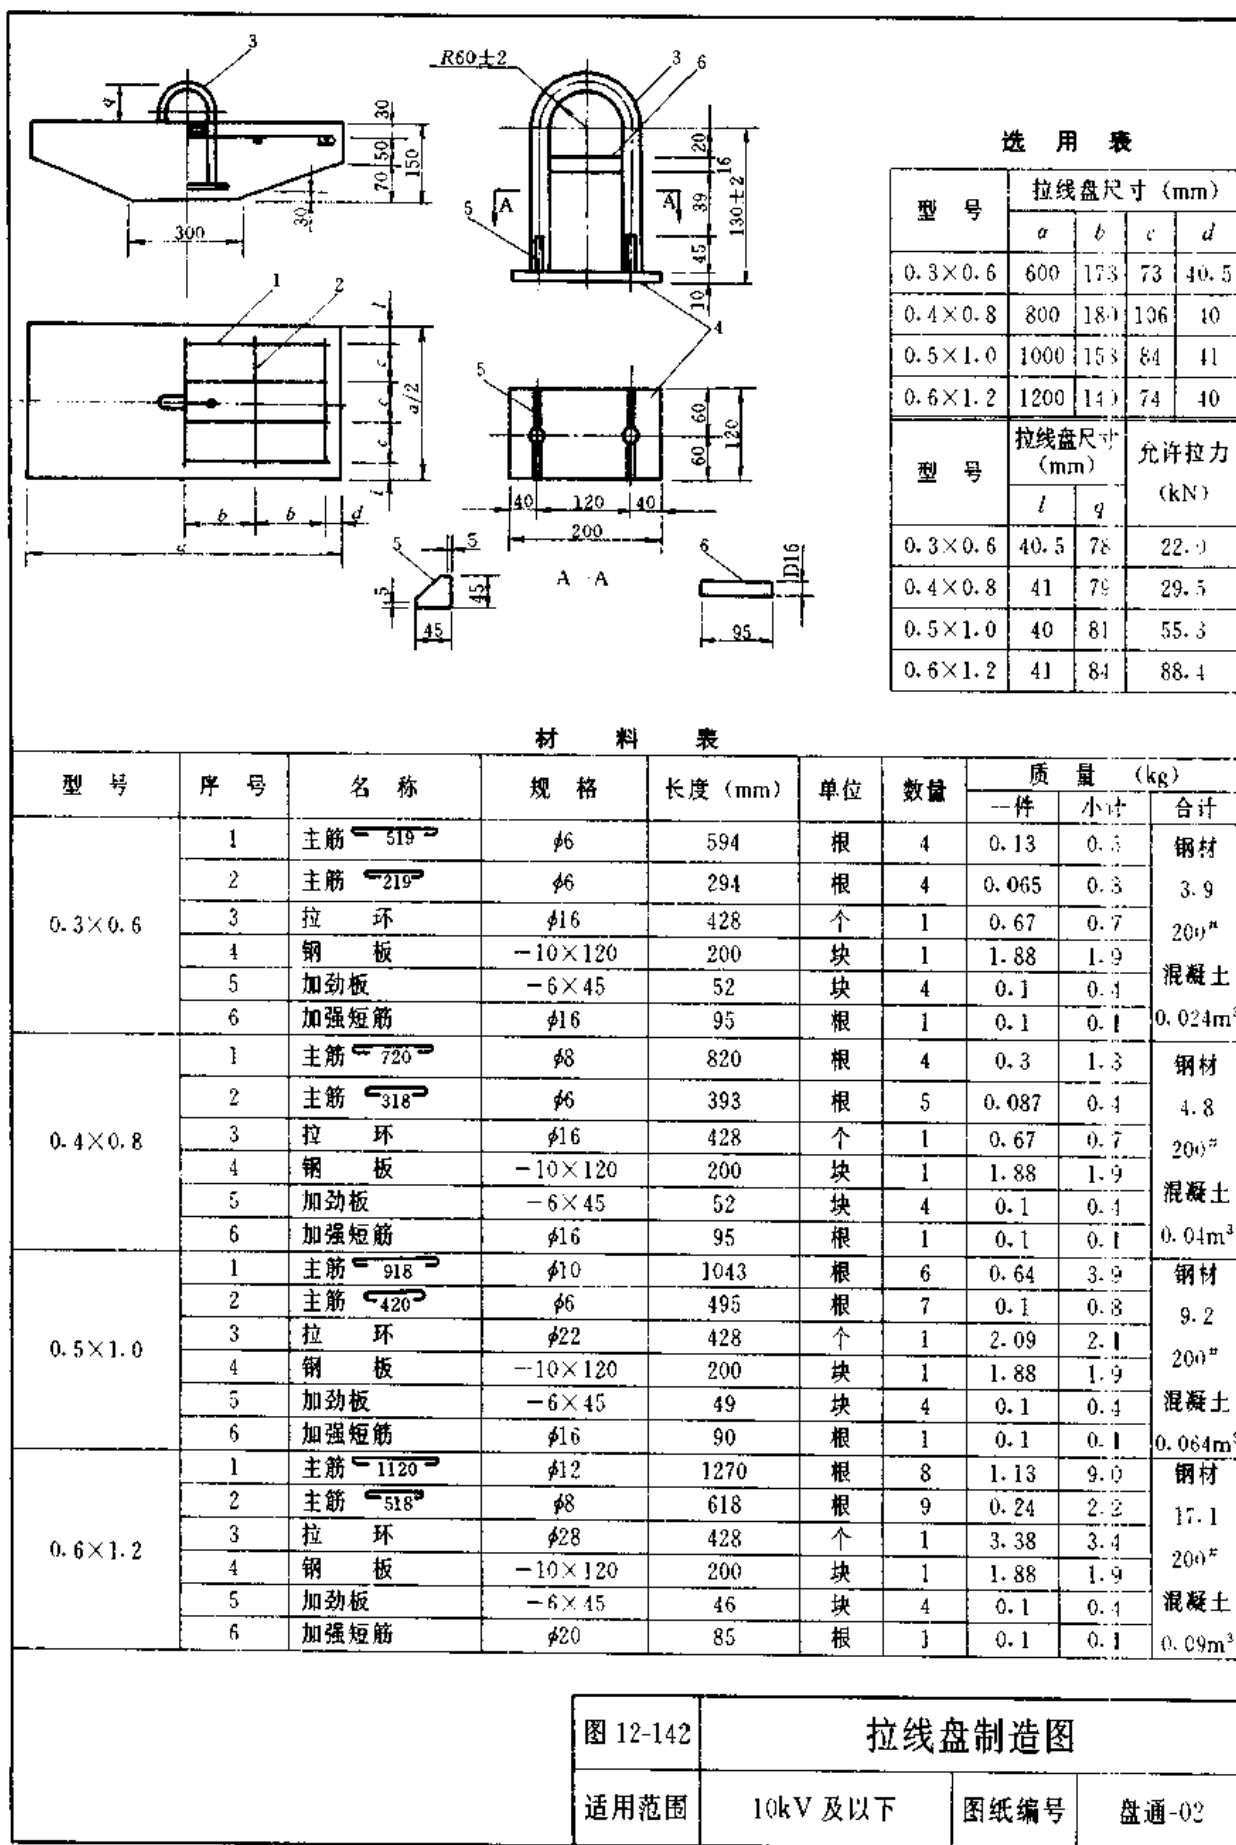 3
q
30
50
70
150
30
300
R60±2
3
6
20
16
39
45
10
130±2
A
A
5
1
2
l
c
c
c
l
a/2
b
b
d
a
4
5
60
60
120
40
120
40
200
A A
5
5
5
45
45
6
D16
95
选 用 表
型 号 拉线盘尺寸 (mm)
a b c d
0.3×0.6 600 173 73 40.5
0.4×0.8 800 180 106 40
0.5×1.0 1000 153 84 41
0.6×1.2 1200 140 74 40
型 号 拉线盘尺寸 (mm) 允许拉力 (kN)
l q
0.3×0.6 40.5 78
0.4×0.8 41 79 29.5
0.5×1.0 40 81 55.3
0.6×1.2 41 84 88.4
材 料 表
型 号 序 号 名 称 规 格 长度 (mm) 单位 数量 质 量 (kg)
一件 小计 合计
0.3×0.6
1 主筋 519 ϕ6 594 根 4 0.13
2 主筋 219 ϕ6 294 根 4 0.065 0.3
3 拉 环 ϕ16 428 个 1 0.67 0.7
4 钢 板 -10×120 200 块 1 1.88 1.9
5 加劲板 -6×45 52 块 4 0.1 0.4
6 加强短筋 ϕ16 95 根 1 0.1 0.1
钢材
3.9
200#
混凝土
0.024m³
0.4×0.8
1 主筋 720 ϕ8 820 根 4 0.3 1.3
2 主筋 318 ϕ6 393 根 5 0.087 0.4
3 拉 环 ϕ16 428 个 1 0.67 0.7
4 钢 板 -10×120 200 块 1 1.88 1.9
5 加劲板 -6×45 52 块 4 0.1 0.4
6 加强短筋 ϕ16 95 根 1 0.1 0.1
钢材
4.8
200#
混凝土
0.04m³
0.5×1.0
1 主筋 918 ϕ10 1043 根 6 0.64 3.9
2 主筋 420 ϕ6 495 根 7 0.1 0.8
3 拉 环 ϕ22 428 个 1 2.09 2.1
4 钢 板 -10×120 200 块 1 1.88 1.9
5 加劲板 -6×45 49 块 4 0.1 0.4
6 加强短筋 ϕ16 90 根 1 0.1 0.1
钢材
9.2
200#
混凝土
0.064m³
0.6×1.2
1 主筋 1120 ϕ12 1270 根 8 1.13 9.0
2 主筋 518 ϕ8 618 根 9 0.24 2.2
3 拉 环 ϕ28 428 个 1 3.38 3.4
4 钢 板 -10×120 200 块 1 1.88 1.9
5 加劲板 -6×45 46 块 4 0.1 0.4
6 加强短筋 ϕ20 85 根 1 0.1 0.1
钢材
17.1
200#
混凝土
0.09m³
图 12-142 拉线盘制造图
适用范围 10kV 及以下 图纸编号 盘通-02